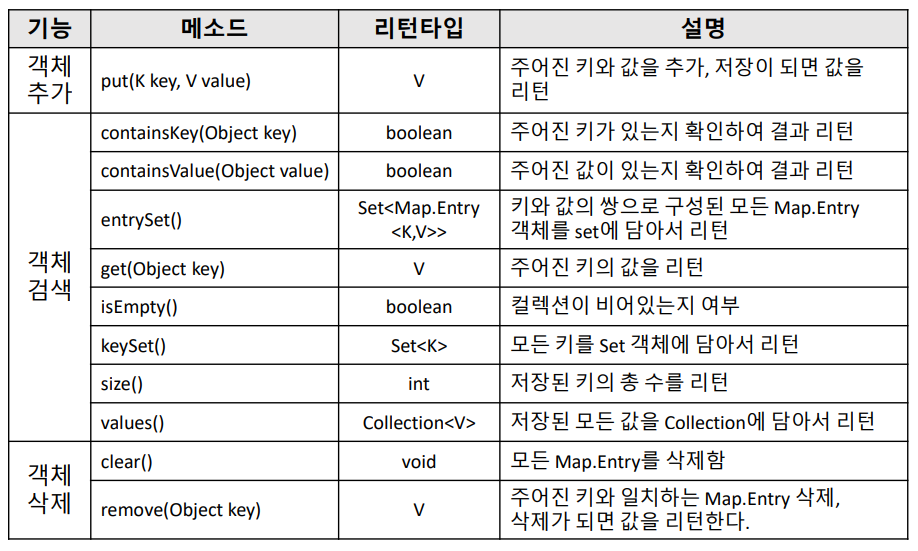 기능 메소드 리턴타입 설명
객체
추가
put(K key, V value) V 주어진 키와 값을 추가, 저장이 되면 값을
리턴
객체
검색
containsKey(Object key) boolean 주어진 키가 있는지 확인하여 결과 리턴
containsValue(Object value) boolean 주어진 값이 있는지 확인하여 결과 리턴
entrySet() Set<Map.Entry
<K,V>> 키와 값의 쌍으로 구성된 모든 Map.Entry
객체를 set에 담아서 리턴
get(Object key) V 주어진 키의 값을 리턴
isEmpty() boolean 컬렉션이 비어있는지 여부
keySet() Set<K> 모든 키를 Set 객체에 담아서 리턴
size() int 저장된 키의 총 수를 리턴
values() Collection<V> 저장된 모든 값을 Collection에 담아서 리턴
객체
삭제
clear() void 모든 Map.Entry를 삭제함
remove(Object key) V 주어진 키와 일치하는 Map.Entry 삭제,
삭제가 되면 값을 리턴한다.